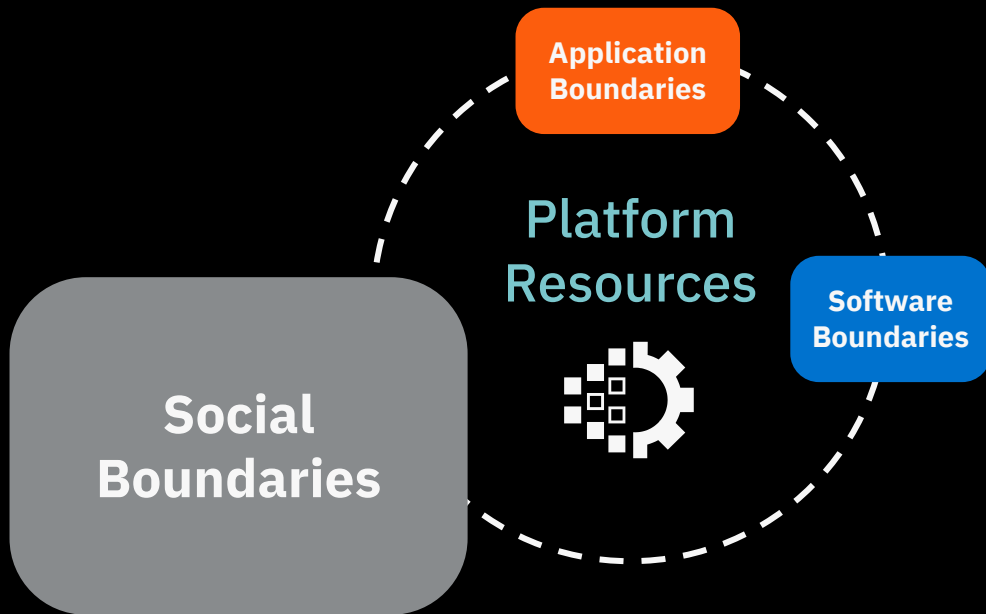 Application
Boundaries
Platform
Resources
Software
Boundaries
Social
Boundaries